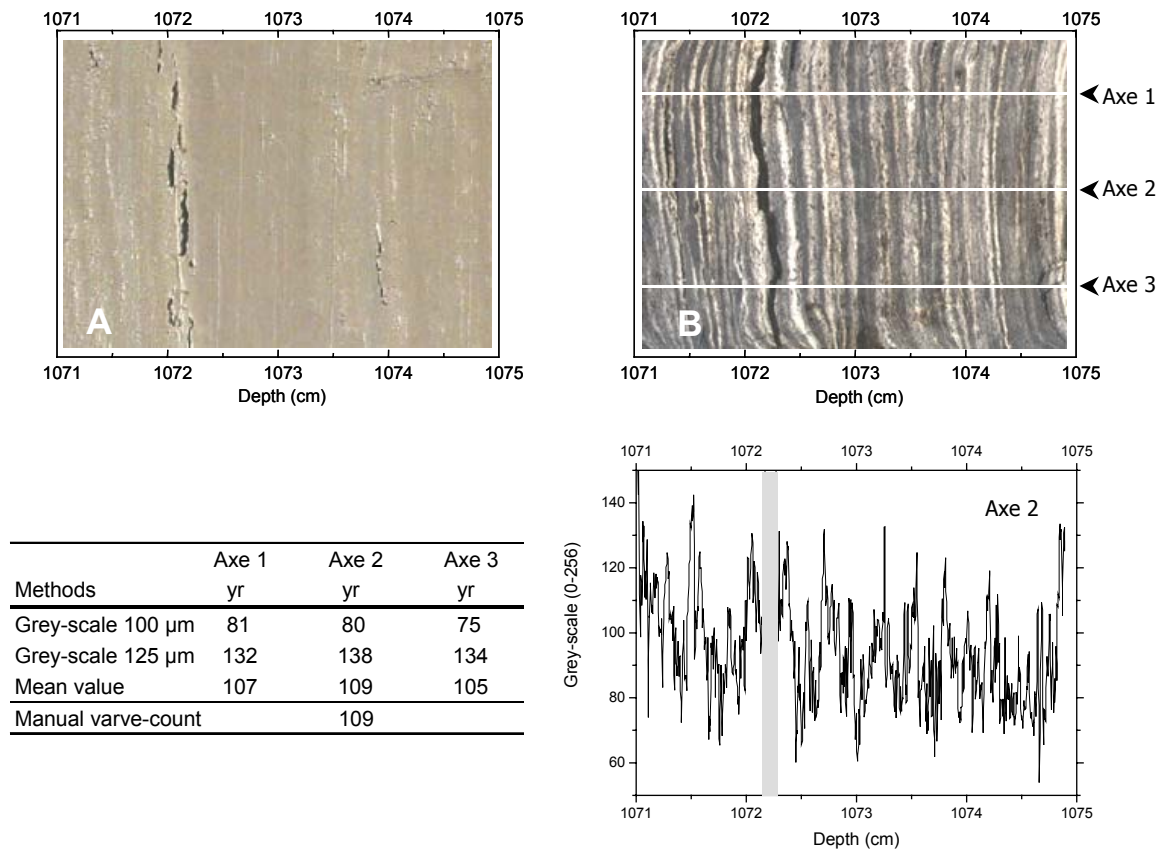 1071 1072 1073 1074 1075
A
1071 1072 1073 1074 1075
Depth (cm)
1071 1072 1073 1074 1075
Axe 1
Axe 2
Axe 3
B
1071 1072 1073 1074 1075
Depth (cm)
Axe 1 Axe 2 Axe 3
Methods yr yr yr
Grey-scale 100 µm 81 80 75
Grey-scale 125 µm 132 138 134
Mean value 107 109 105
Manual varve-count 109
1071 1072 1073 1074 1075
Axe 2
Grey-scale (0-256)
140
120
100
80
60
1071 1072 1073 1074 1075
Depth (cm)